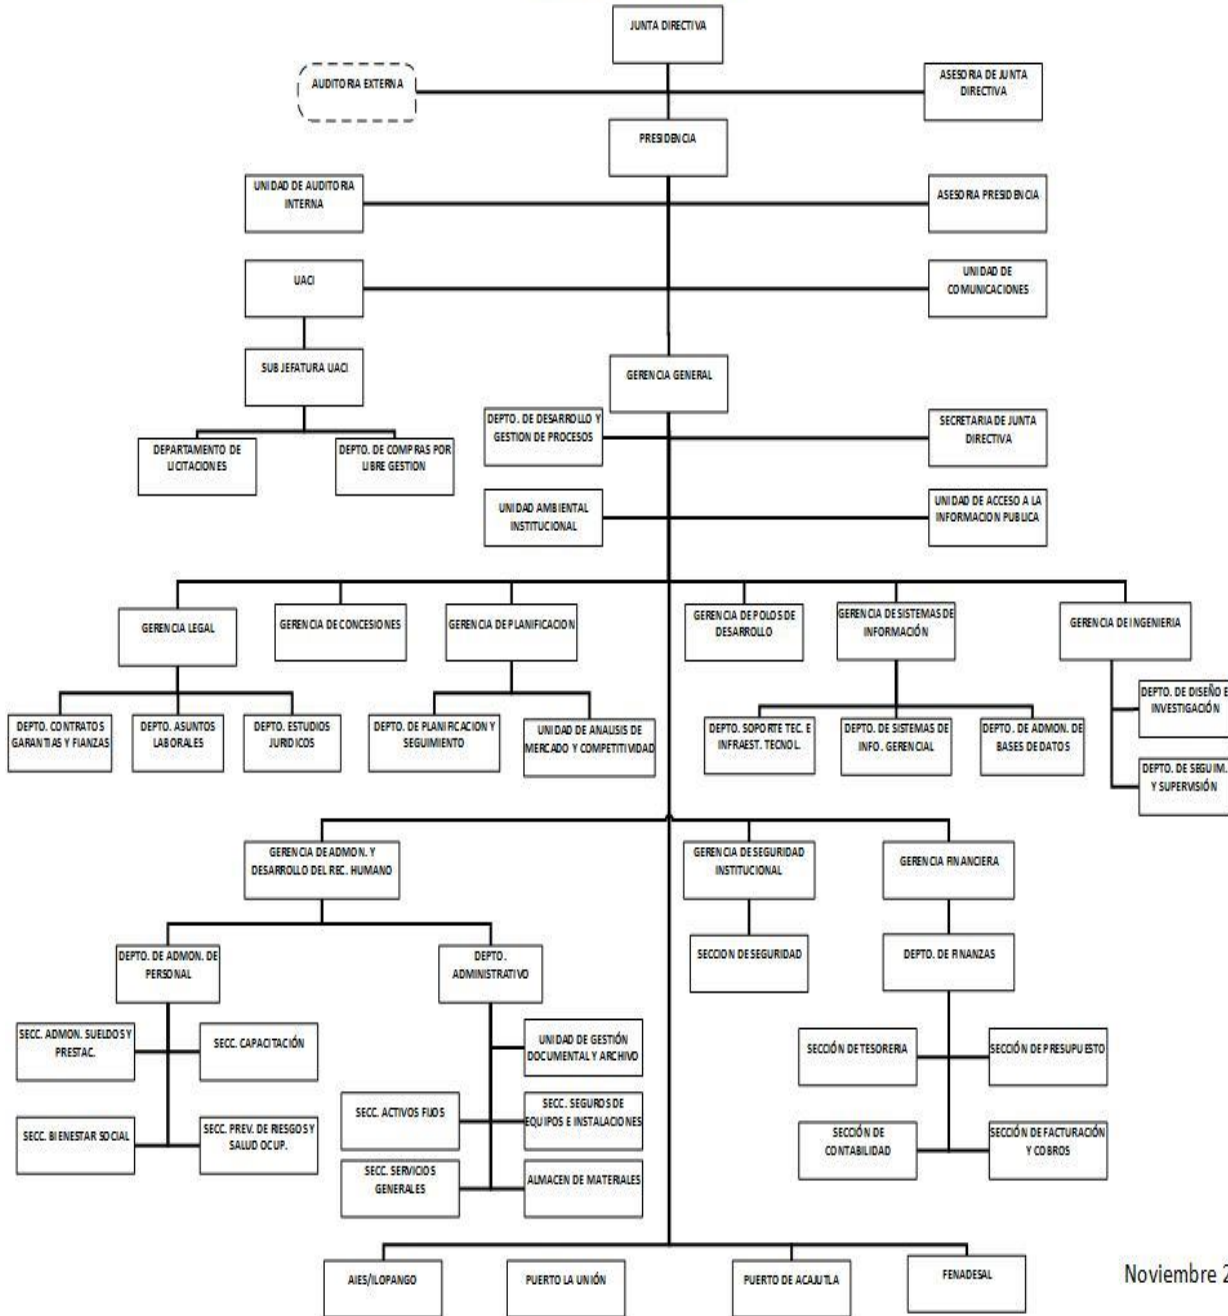 JUNTA DIRECTIVA
AUDITORIA EXTERNA
ASESORIA DE JUNTA
DIRECTIVA
PRESIDENCIA
UNIDAD DE AUDITORIA
INTERNA
ASESORIA PRESIDENCIA
UACI
UNIDAD DE
COMUNICACIONES
SUB JEFATURA UACI
GERENCIA GENERAL
DEPARTAMENTO DE
LICITACIONES
DEPTO. DE COMPRAS POR
LIBRE GESTION
DEPTO. DE DESARROLLO Y
GESTION DE PROCESOS
SECRETARIA DE JUNTA
DIRECTIVA
UNIDAD AMBIENTAL
INSTITUCIONAL
UNIDAD DE ACCESO A LA
INFORMACION PUBLICA
GERENCIA LEGAL
GERENCIA DE CONCESIONES
GERENCIA DE PLANIFICACION
GERENCIA DE POLOS DE
DESARROLLO
GERENCIA DE SISTEMAS DE
INFORMACIÓN
GERENCIA DE INGENIERIA
DEPTO. CONTRATOS
GARANTIAS Y FIANZAS
DEPTO. ASUNTOS
LABORALES
DEPTO. ESTUDIOS
JURIDICOS
DEPTO. DE PLANIFICACION Y
SEGUIMIENTO
UNIDAD DE ANALISIS DE
MERCADO Y COMPETITIVIDAD
DEPTO. SOPORTE TEC. E
INFRAEST. TECNOL.
DEPTO. DE SISTEMAS DE
INFO. GERENCIAL
DEPTO. DE ADMON. DE
BASES DE DATOS
DEPTO. DE DISEÑO E
INVESTIGACIÓN
DEPTO. DE SEGUIM.
Y SUPERVISIÓN
GERENCIA DE ADMON. Y
DESARROLLO DEL REC. HUMANO
GERENCIA DE SEGURIDAD
INSTITUCIONAL
GERENCIA FINANCIERA
DEPTO. DE ADMON. DE
PERSONAL
DEPTO.
ADMINISTRATIVO
SECCION DE SEGURIDAD
DEPTO. DE FINANZAS
SECC. ADMON. SUELDOS Y
PRESTAC.
SECC. CAPACITACIÓN
UNIDAD DE GESTIÓN
DOCUMENTAL Y ARCHIVO
SECCIÓN DE TESORERIA
SECCIÓN DE PRESUPUESTO
SECC. BIENESTAR SOCIAL
SECC. PREV. DE RIESGOS Y
SALUD OCUP.
SECC. ACTIVOS FIJOS
SECC. SEGUROS DE
EQUIPOS E INSTALACIONES
SECCIÓN DE
CONTABILIDAD
SECCIÓN DE FACTURACIÓN
Y COBROS
SECC. SERVICIOS
GENERALES
ALMACEN DE MATERIALES
AIES/ILOPANGO
PUERTO LA UNIÓN
PUERTO DE ACAJUTLA
FENADESAL
Noviembre 2